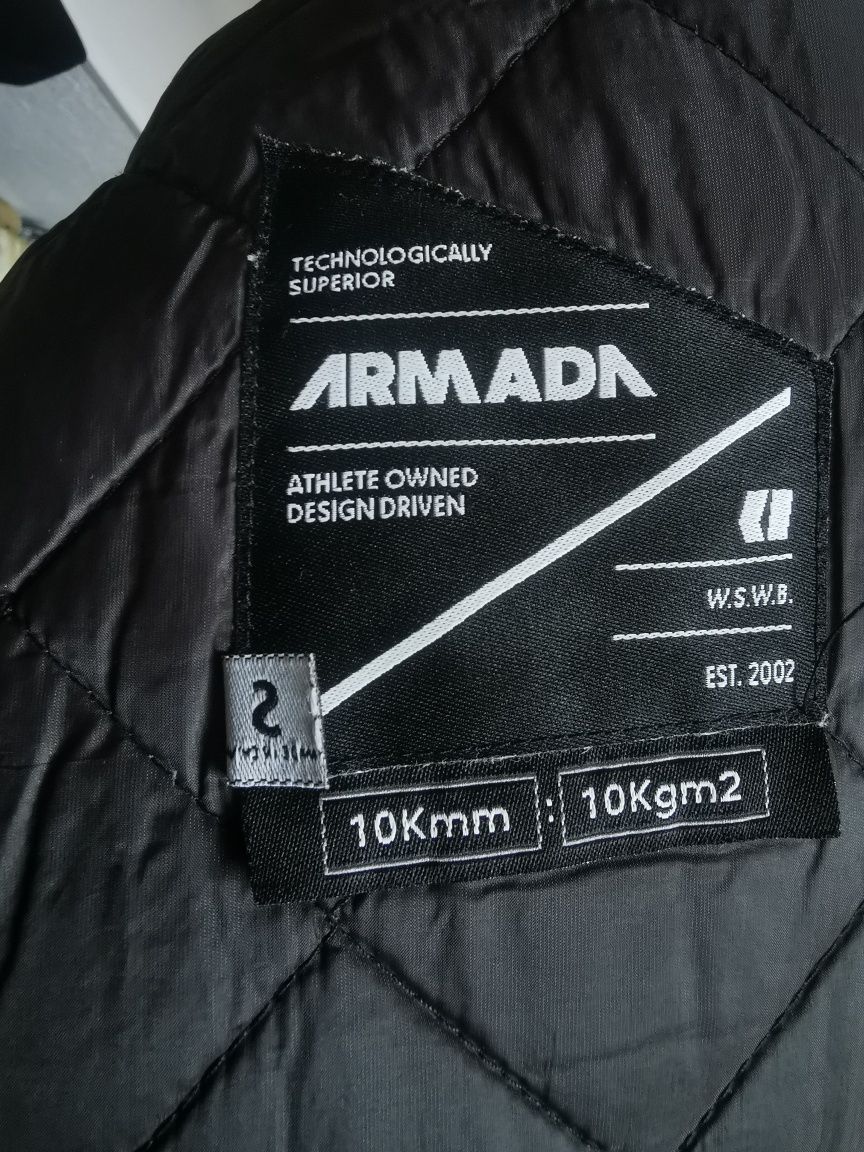 TECHNOLOGICALLY
SUPERIOR
ARMADA
ATHLETE OWNED
DESIGN DRIVEN
W.S.W.B.
EST. 2002
S
10Kmm : 10Kgm2